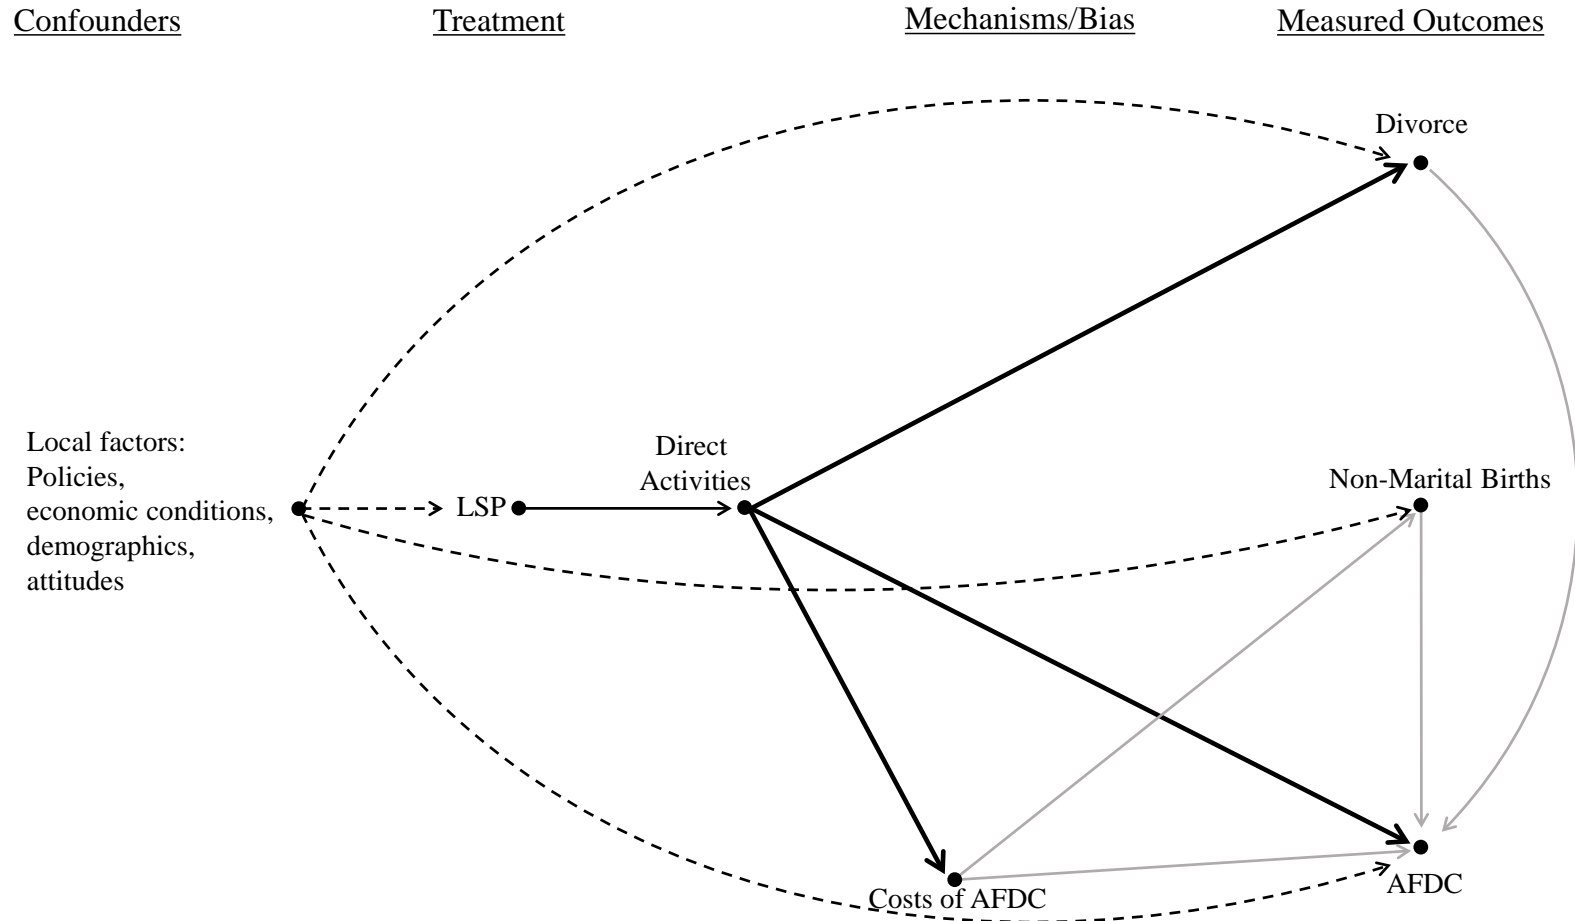 Confounders
Treatment
Mechanisms/Bias
Measured Outcomes
Divorce
Local factors:
Policies,
economic conditions,
demographics,
attitudes
LSP
Direct
Activities
Non-Marital Births
Costs of AFDC
AFDC